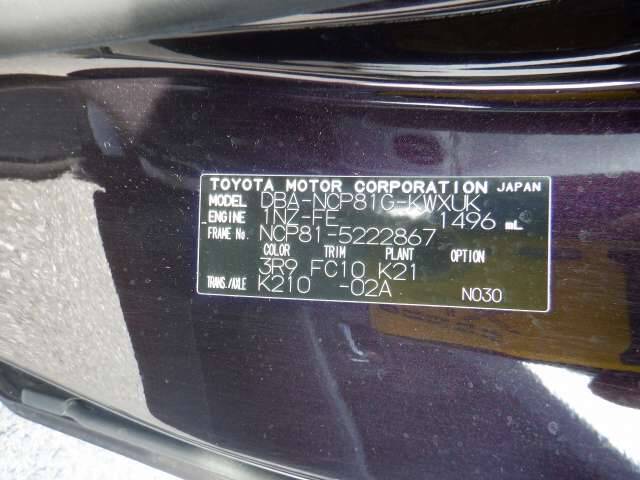 TOYOTA MOTOR CORPORATION JAPAN
MODEL DBA-NCP81G-KWXUK
ENGINE 1NZ-FE 1496 mL
FRAME No. NCP81-5222867
COLOR TRIM PLANT OPTION
3R9 FC10 K21
TRANS./AXLE K210 -02A N030